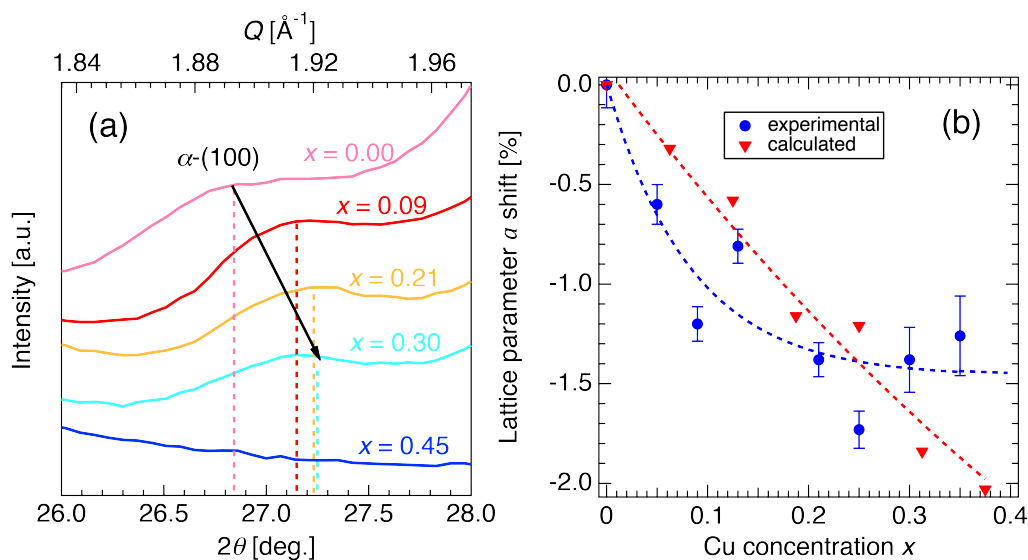 Q [Å⁻¹]
1.84 1.88 1.92 1.96
(a)
α-(100)
x = 0.00
x = 0.09
x = 0.21
x = 0.30
x = 0.45
Intensity [a.u.]
26.0 26.5 27.0 27.5 28.0
2θ [deg.]
(b)
experimental
calculated
Lattice parameter a shift [%]
0.0
-0.5
-1.0
-1.5
-2.0
0.0 0.1 0.2 0.3 0.4
Cu concentration x